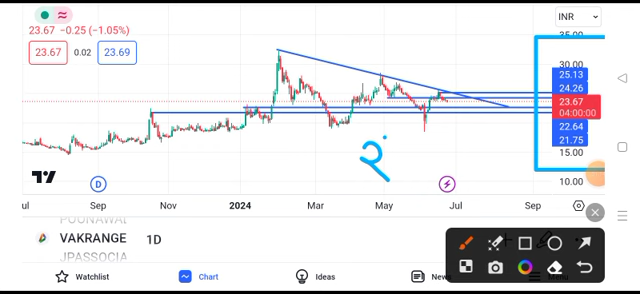 INR
23.67 −0.25 (−1.05%)
23.67 0.02 23.69
35.00
30.00
25.13
24.26
23.67
04:00:00
22.64
21.75
15.00
10.00
रु.
D
Sep Nov 2024 Mar May Jul Sep
POONAWAL
VAKRANGE 1D
JPASSOCIA
Watchlist Chart Ideas News Menu